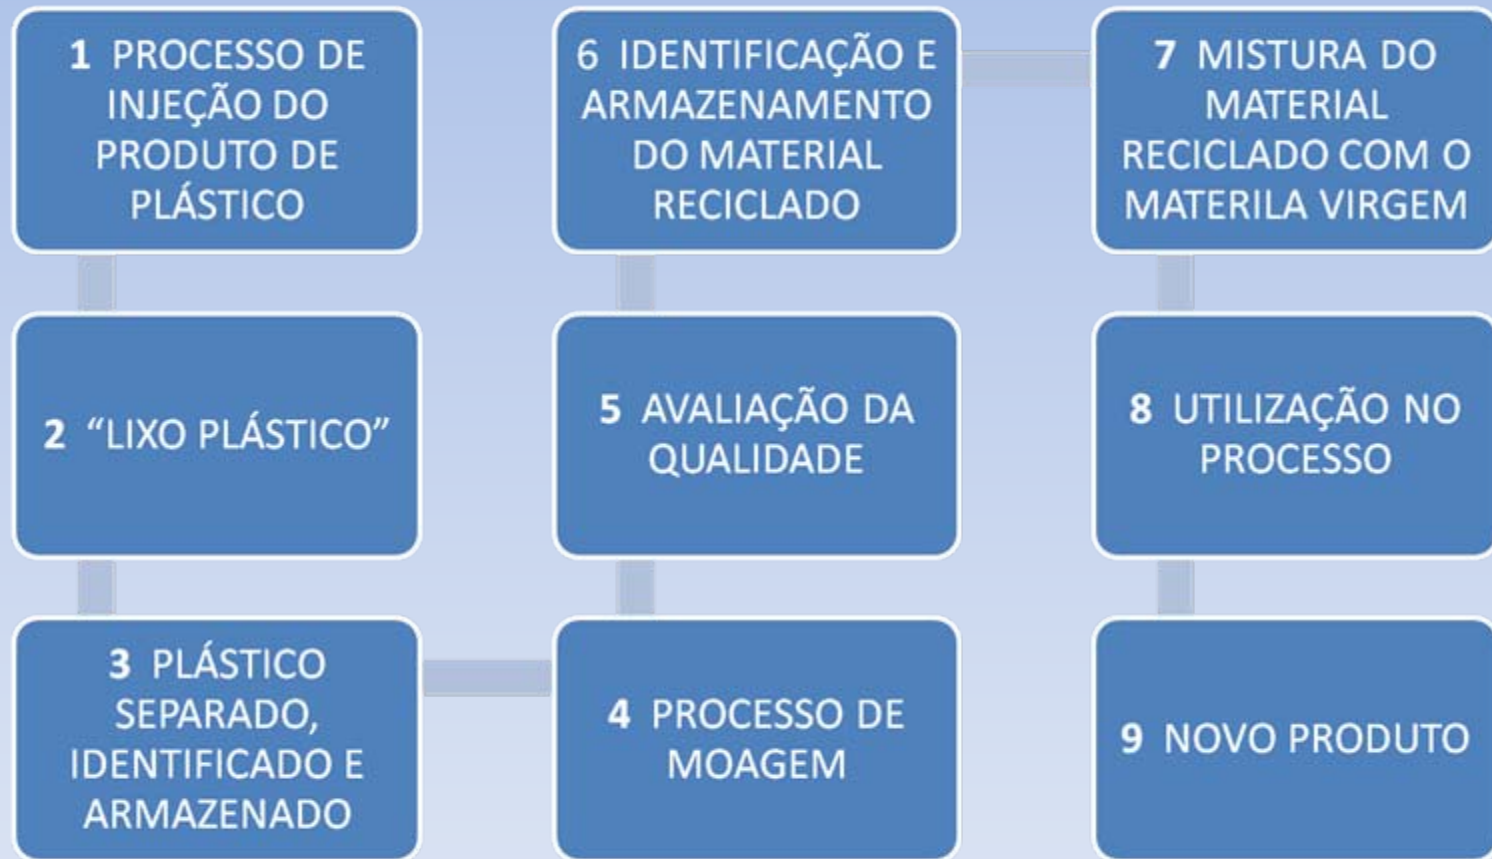 1 PROCESSO DE
INJEÇÃO DO
PRODUTO DE
PLÁSTICO
2 “LIXO PLÁSTICO”
3 PLÁSTICO
SEPARADO,
IDENTIFICADO E
ARMAZENADO
4 PROCESSO DE
MOAGEM
5 AVALIAÇÃO DA
QUALIDADE
6 IDENTIFICAÇÃO E
ARMAZENAMENTO
DO MATERIAL
RECICLADO
7 MISTURA DO
MATERIAL
RECICLADO COM O
MATERILA VIRGEM
8 UTILIZAÇÃO NO
PROCESSO
9 NOVO PRODUTO